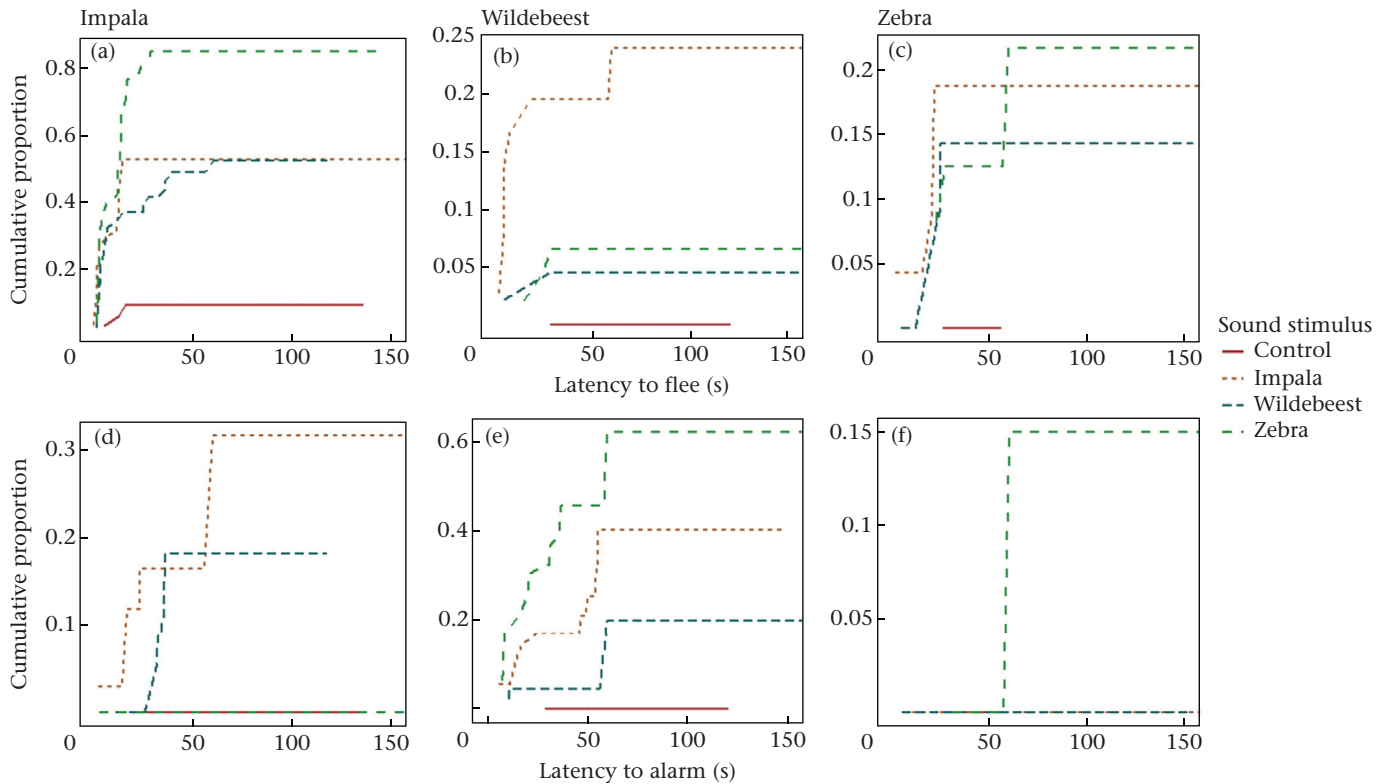 Impala
Wildebeest
Zebra
(a)
(b)
(c)
Cumulative proportion
0.8
0.6
0.4
0.2
0
50
100
150
0.25
0.2
0.15
0.1
0.05
0
50
100
150
0.2
0.15
0.1
0.05
0
50
100
150
Latency to flee (s)
Sound stimulus
Control
Impala
Wildebeest
Zebra
(d)
(e)
(f)
Cumulative proportion
0.3
0.2
0.1
0
50
100
150
0.6
0.4
0.2
0
50
100
150
0.15
0.1
0.05
0
50
100
150
Latency to alarm (s)